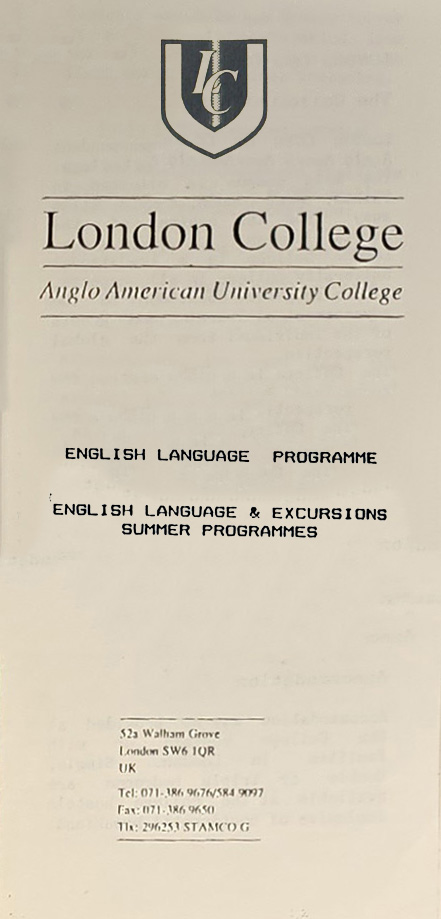 LC
London College
Anglo American University College
ENGLISH LANGUAGE PROGRAMME
ENGLISH LANGUAGE & EXCURSIONS
SUMMER PROGRAMMES
52a Walham Grove
London SW6 1QR
UK
Tel: 071-386 9676/584 9097
Fax: 071-386 9650
Tlx: 296253 STAMCO G